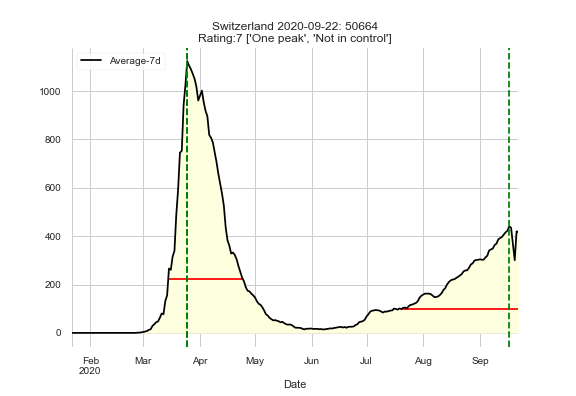 Switzerland 2020-09-22: 50664
Rating:7 ['One peak', 'Not in control']
Average-7d
1000
800
600
400
200
0
Feb
2020
Mar
Apr
May
Jun
Jul
Aug
Sep
Date